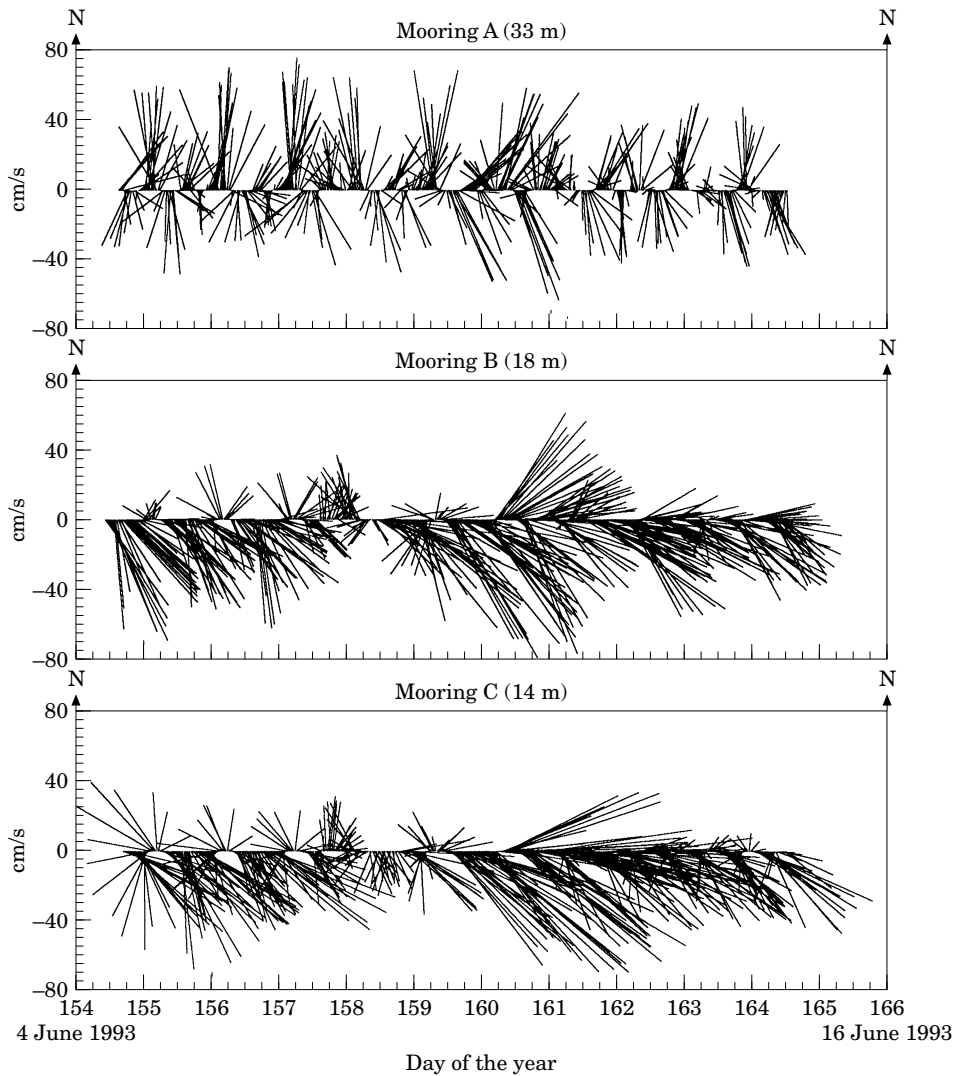 N N
Mooring A (33 m)
80
40
0
–40
–80
cm/s
N N
Mooring B (18 m)
80
40
0
–40
–80
cm/s
N N
Mooring C (14 m)
80
40
0
–40
–80
cm/s
154 155 156 157 158 159 160 161 162 163 164 165 166
4 June 1993 16 June 1993
Day of the year